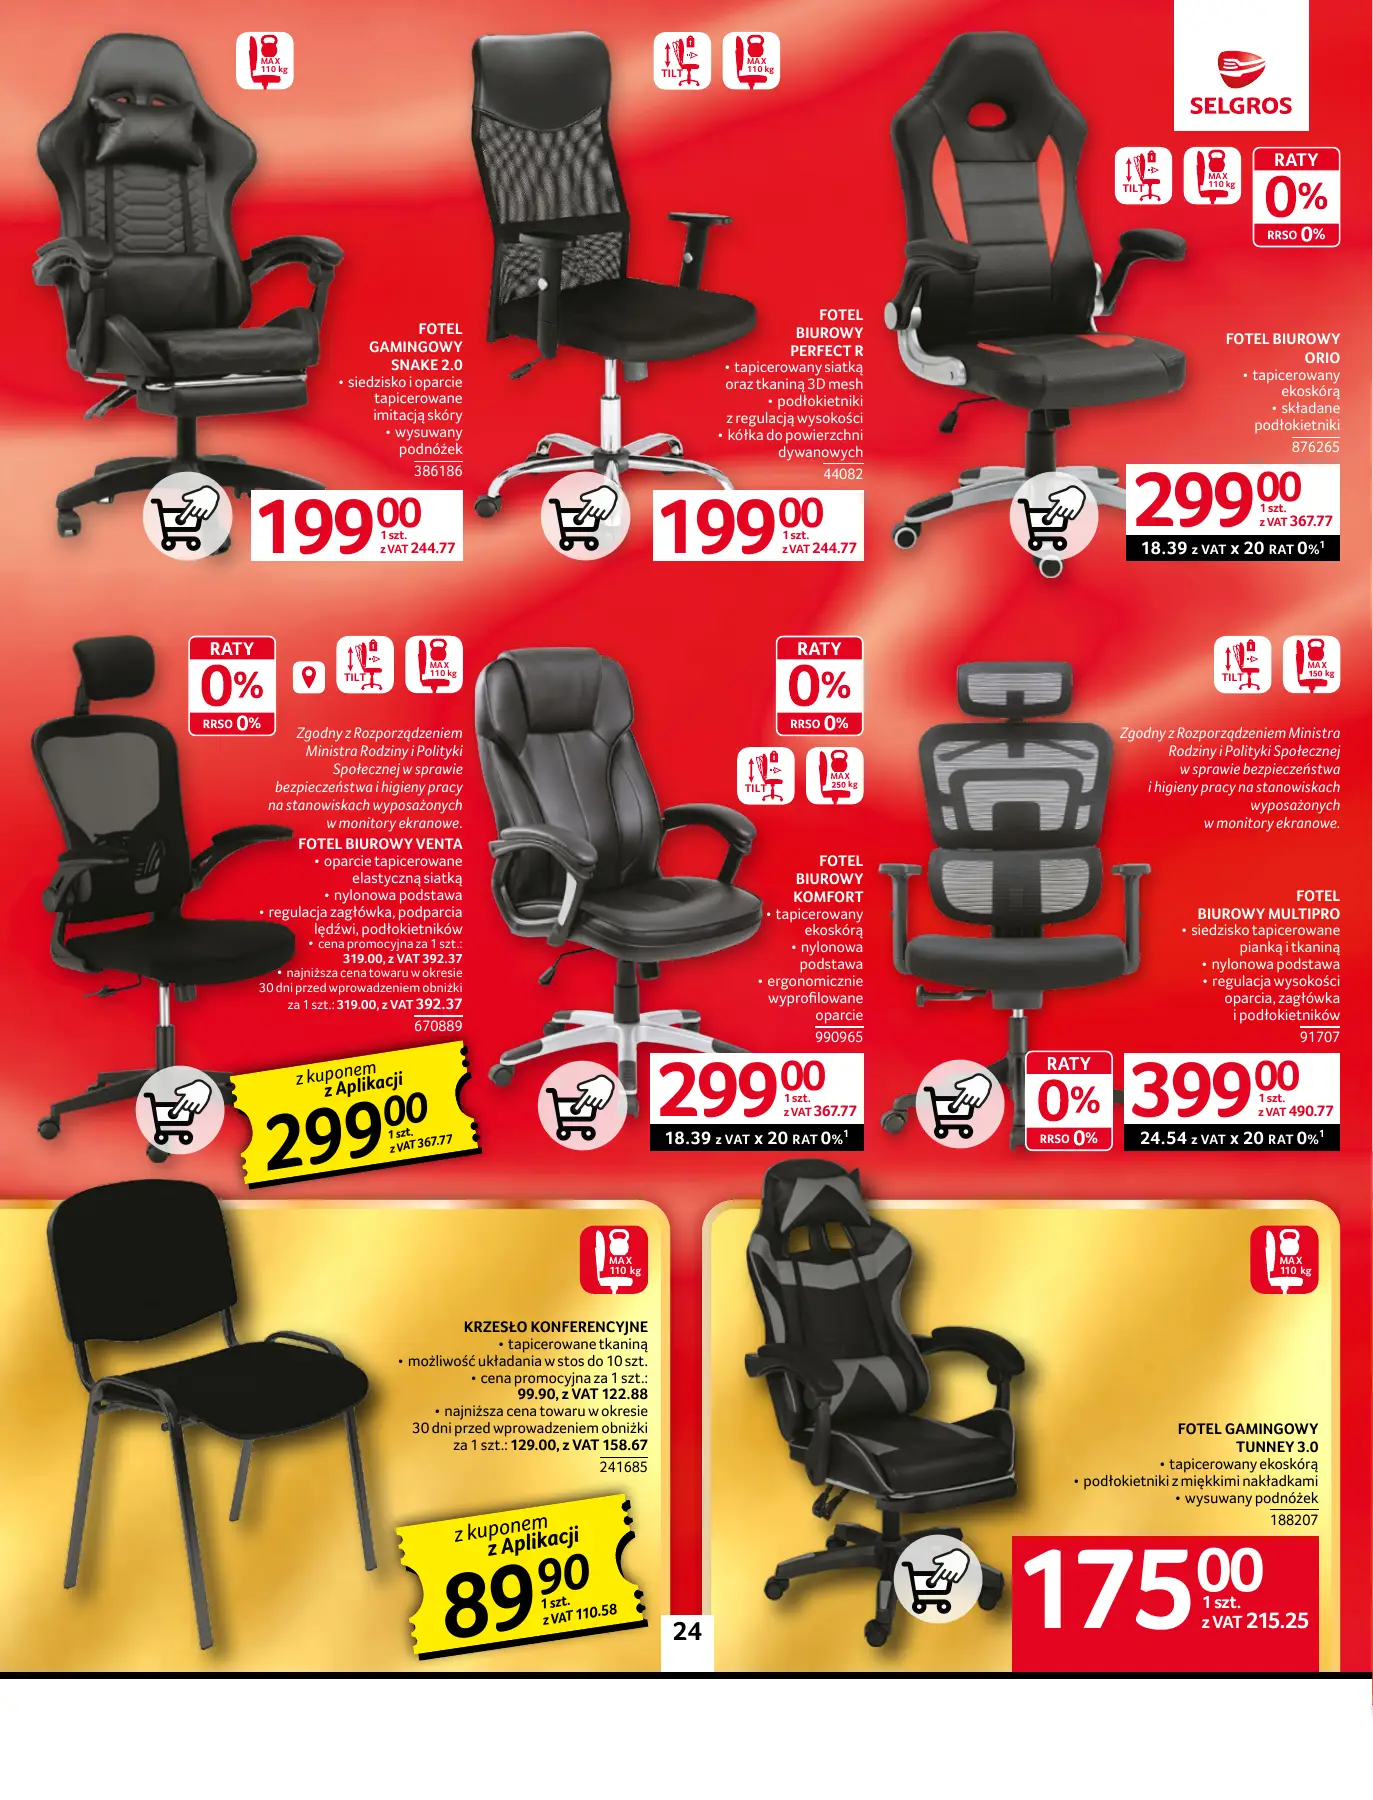 MAX
110 kg
TILT
MAX
110 kg
SELGROS
TILT
MAX
110 kg
RATY
0%
RRSO 0%
FOTEL
GAMINGOWY
SNAKE 2.0
• siedzisko i oparcie
tapicerowane
imitacją skóry
• wysuwany
podnóżek
386186
199 00
1 szt.
z VAT 244.77
FOTEL
BIUROWY
PERFECT R
• tapicerowany siatką
oraz tkaniną 3D mesh
• podłokietniki
z regulacją wysokości
• kółka do powierzchni
dywanowych
44082
199 00
1 szt.
z VAT 244.77
FOTEL BIUROWY
ORIO
• tapicerowany
ekoskórą
• składane
podłokietniki
876265
299 00
1 szt.
z VAT 367.77
18.39 z VAT x 20 RAT 0%¹
RATY
0%
RRSO 0%
TILT
MAX
110 kg
Zgodny z Rozporządzeniem
Ministra Rodziny i Polityki
Społecznej w sprawie
bezpieczeństwa i higieny pracy
na stanowiskach wyposażonych
w monitory ekranowe.
FOTEL BIUROWY VENTA
• oparcie tapicerowane
elastyczną siatką
• nylonowa podstawa
• regulacja zagłówka, podparcia
lędźwi, podłokietników
• cena promocyjna za 1 szt.:
319.00, z VAT 392.37
• najniższa cena towaru w okresie
30 dni przed wprowadzeniem obniżki
za 1 szt.: 319.00, z VAT 392.37
670889
z kuponem
z Aplikacji
299 00
1 szt.
z VAT 367.77
RATY
0%
RRSO 0%
TILT
MAX
250 kg
FOTEL
BIUROWY
KOMFORT
• tapicerowany
ekoskórą
• nylonowa
podstawa
• ergonomicznie
wyprofilowane
oparcie
990965
299 00
1 szt.
z VAT 367.77
18.39 z VAT x 20 RAT 0%¹
TILT
MAX
150 kg
Zgodny z Rozporządzeniem Ministra
Rodziny i Polityki Społecznej
w sprawie bezpieczeństwa
i higieny pracy na stanowiskach
wyposażonych
w monitory ekranowe.
FOTEL
BIUROWY MULTIPRO
• siedzisko tapicerowane
pianką i tkaniną
• nylonowa podstawa
• regulacja wysokości
oparcia, zagłówka
i podłokietników
91707
RATY
0%
RRSO 0%
399 00
1 szt.
z VAT 490.77
24.54 z VAT x 20 RAT 0%¹
MAX
110 kg
KRZESŁO KONFERENCYJNE
• tapicerowane tkaniną
• możliwość układania w stos do 10 szt.
• cena promocyjna za 1 szt.:
99.90, z VAT 122.88
• najniższa cena towaru w okresie
30 dni przed wprowadzeniem obniżki
za 1 szt.: 129.00, z VAT 158.67
241685
z kuponem
z Aplikacji
89 90
1 szt.
z VAT 110.58
MAX
110 kg
FOTEL GAMINGOWY
TUNNEY 3.0
• tapicerowany ekoskórą
• podłokietniki z miękkimi nakładkami
• wysuwany podnóżek
188207
175 00
1 szt.
z VAT 215.25
24